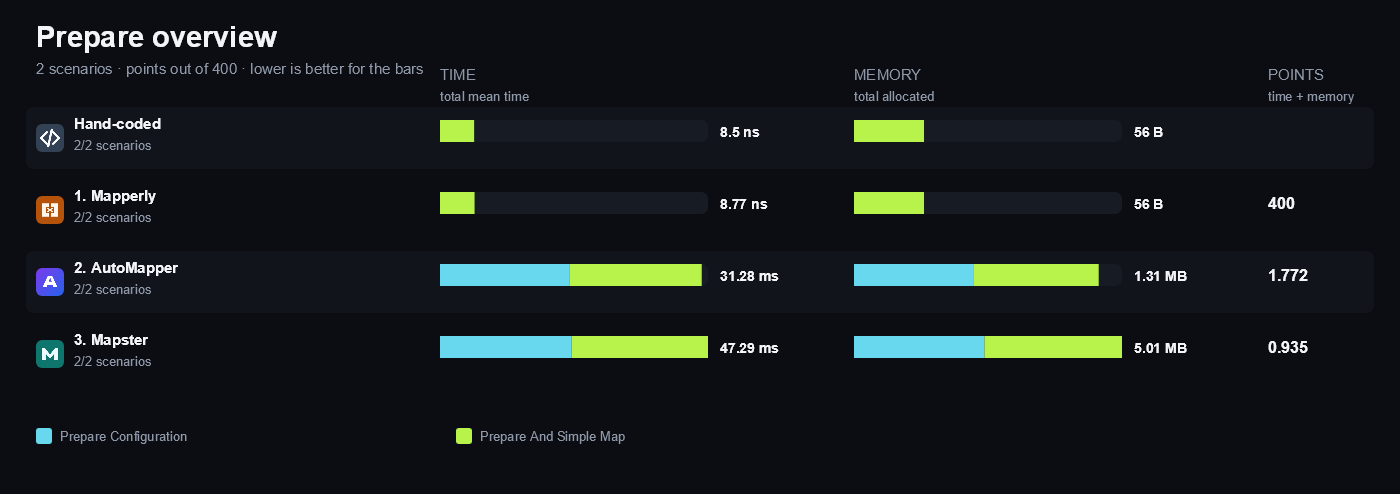 Prepare overview
2 scenarios · points out of 400 · lower is better for the bars
TIME
total mean time
MEMORY
total allocated
POINTS
time + memory
Hand-coded
2/2 scenarios
8.5 ns
56 B
1. Mapperly
2/2 scenarios
8.77 ns
56 B
400
A
2. AutoMapper
2/2 scenarios
31.28 ms
1.31 MB
1.772
M
3. Mapster
2/2 scenarios
47.29 ms
5.01 MB
0.935
Prepare Configuration
Prepare And Simple Map